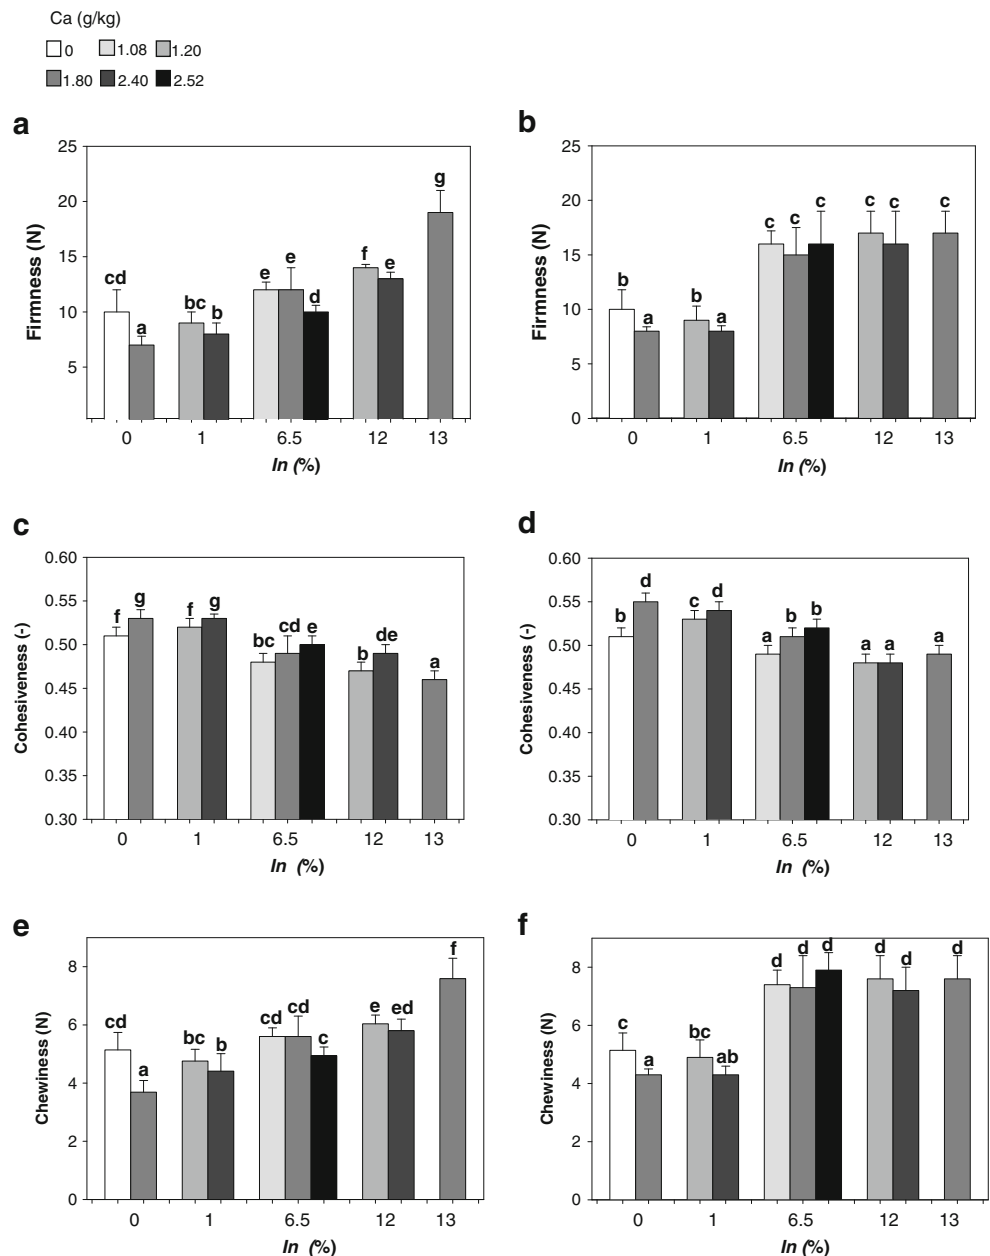 Ca (g/kg)
0 1.08 1.20
1.80 2.40 2.52
a
25
20
15
10
5
Firmness (N)
cd a bc b e e d f e g
0 1 6.5 12 13
In (%)
b
25
20
15
10
5
0
Firmness (N)
b a b a c c c c c c
0 1 6.5 12 13
In (%)
c
0.60
0.55
0.50
0.45
0.40
0.35
0.30
Cohesiveness (-)
f g f g bc cd e b de a
0 1 6.5 12 13
In (%)
d
0.60
0.55
0.50
0.45
0.40
0.35
0.30
Cohesiveness (-)
b d c d a b b a a a
0 1 6.5 12 13
In (%)
e
8
6
4
2
0
Chewiness (N)
cd a bc b cd cd c e ed f
0 1 6.5 12 13
In (%)
f
8
6
4
2
0
Chewiness (N)
c a bc ab d d d d d d
0 1 6.5 12 13
In (%)